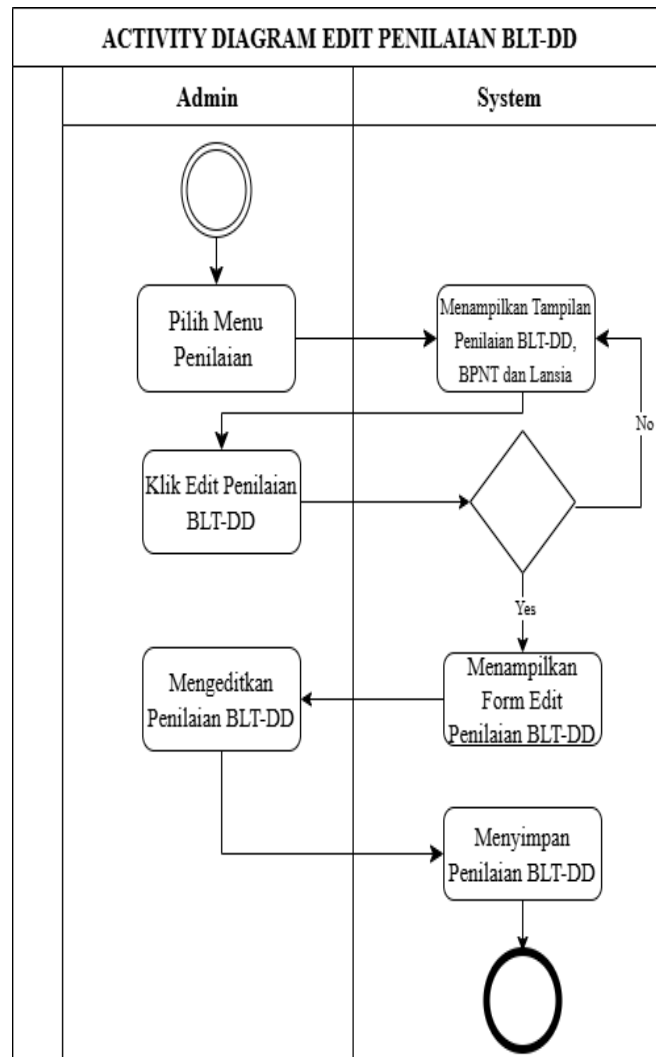 ACTIVITY DIAGRAM EDIT PENILAIAN BLT-DD
Admin
System
Pilih Menu
Penilaian
Menampilkan Tampilan
Penilaian BLT-DD,
BPNT dan Lansia
No
Klik Edit Penilaian
BLT-DD
Yes
Menampilkan
Form Edit
Penilaian BLT-DD
Mengeditkan
Penilaian BLT-DD
Menyimpan
Penilaian BLT-DD